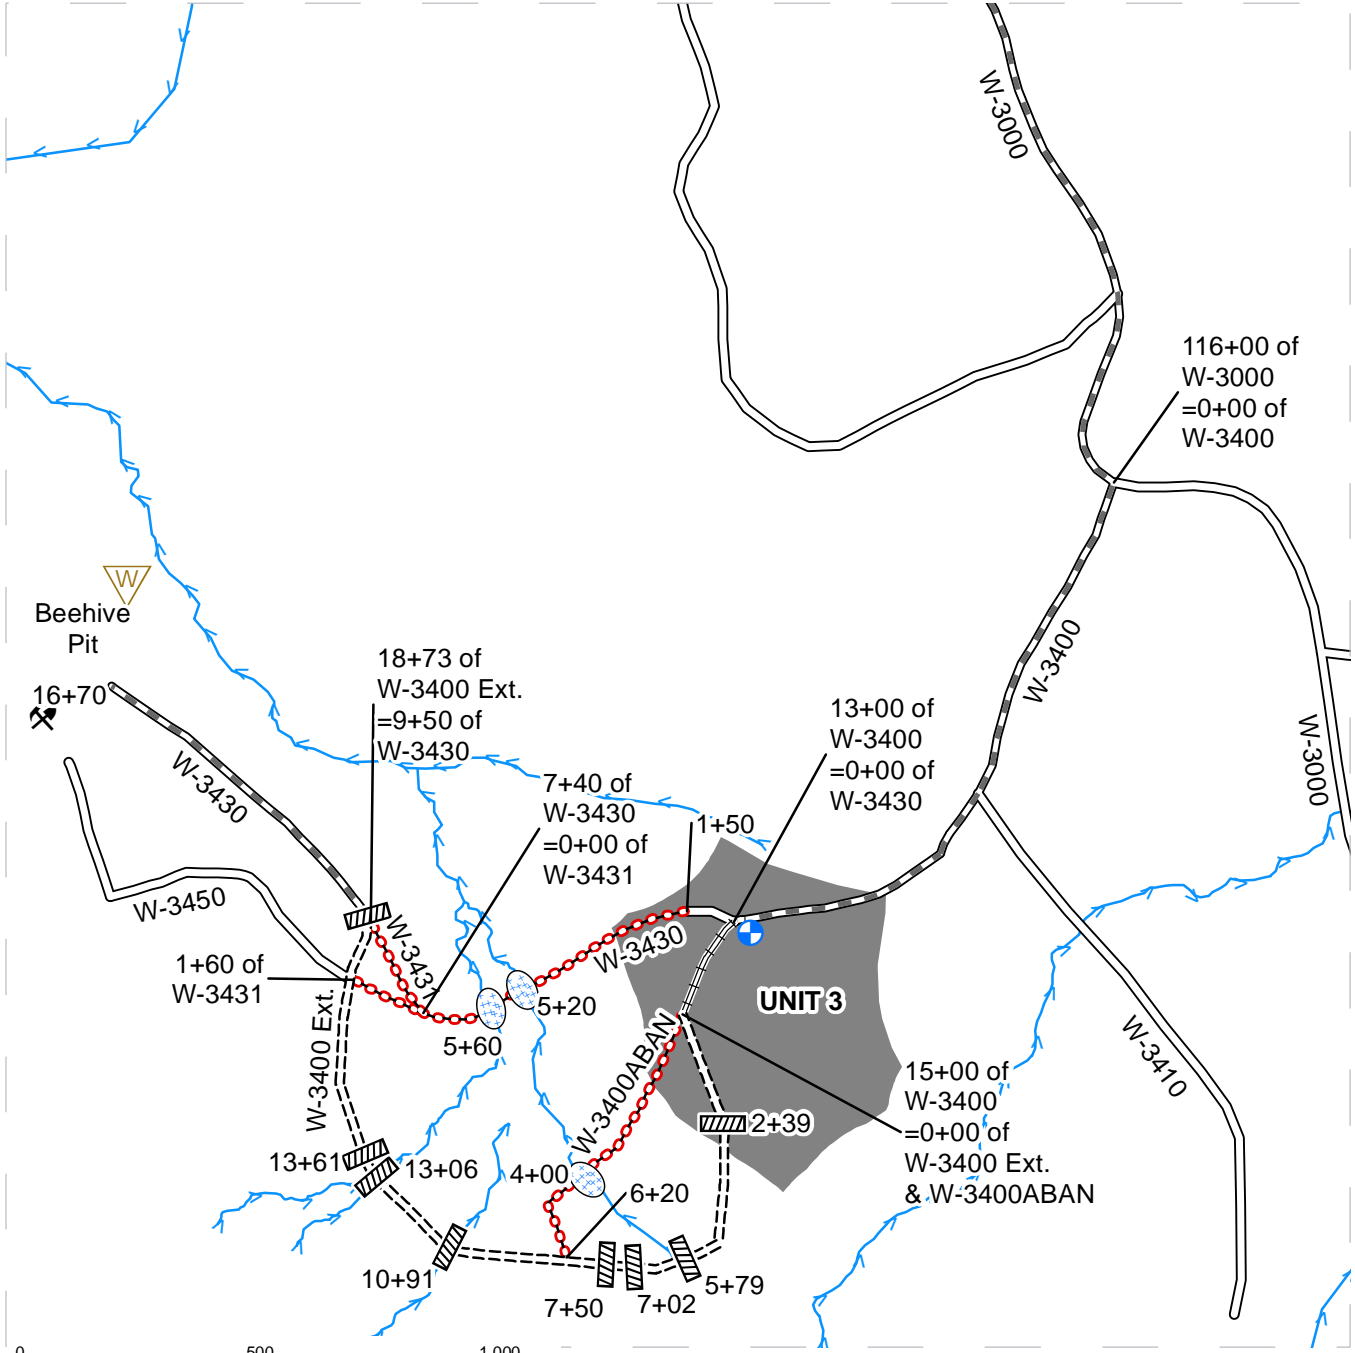 W-3000
116+00 of
W-3000
=0+00 of
W-3400
W
Beehive
Pit
16+70
W-3430
18+73 of
W-3400 Ext.
=9+50 of
W-3430
7+40 of
W-3430
=0+00 of
W-3431
13+00 of
W-3400
=0+00 of
W-3430
W-3400
W-3000
1+50
W-3450
W-3431
W-3430
1+60 of
W-3431
5+20
5+60
UNIT 3
W-3400 Ext.
W-3400ABAN
W-3410
15+00 of
W-3400
=0+00 of
W-3400 Ext.
& W-3400ABAN
2+39
13+61
13+06
4+00
6+20
10+91
7+50
7+02
5+79
0
500
1,000